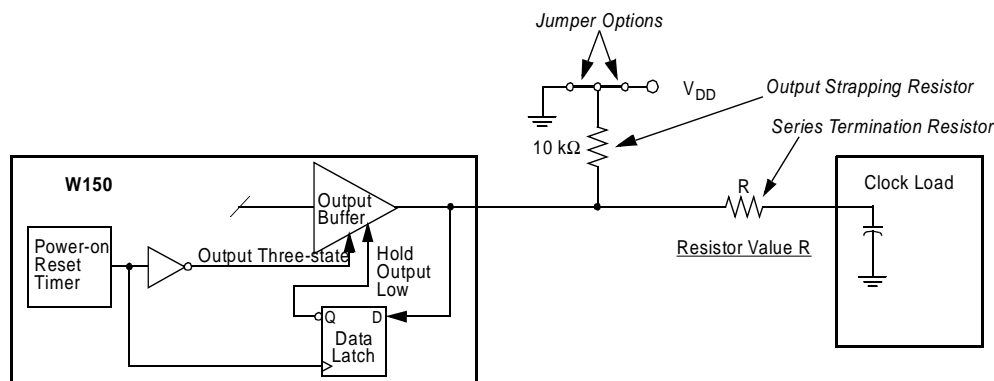 Jumper Options
V_DD
Output Strapping Resistor
10 kΩ
Series Termination Resistor
W150
Output
Buffer
R
Clock Load
Power-on
Reset
Timer
Output Three-state
Hold
Output
Low
Resistor Value R
Q D
Data
Latch